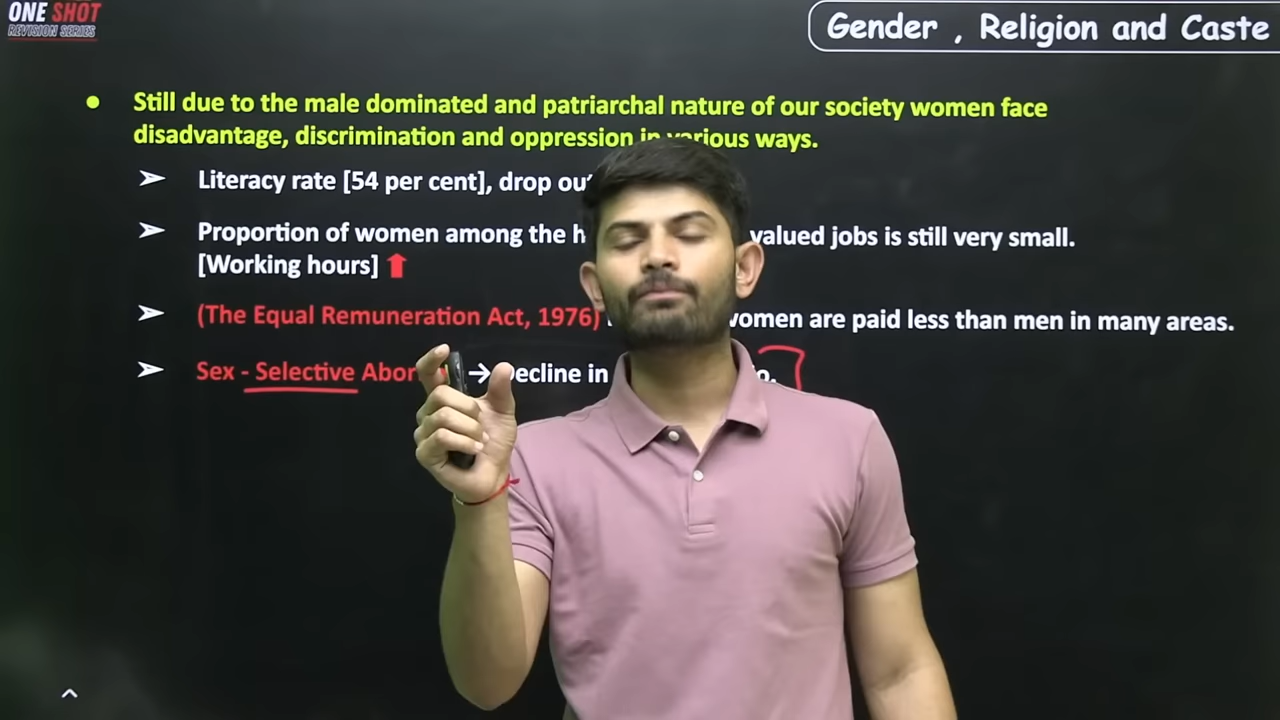 ONE SHOT
REVISION SERIES
Gender , Religion and Caste
Still due to the male dominated and patriarchal nature of our society women face
disadvantage, discrimination and oppression in various ways.
➢ Literacy rate [54 per cent], drop
➢ Proportion of women among the valued jobs is still very small.
[Working hours]
➢ (The Equal Remuneration Act, 1976) women are paid less than men in many areas.
➢ Sex - Selective → Decline in